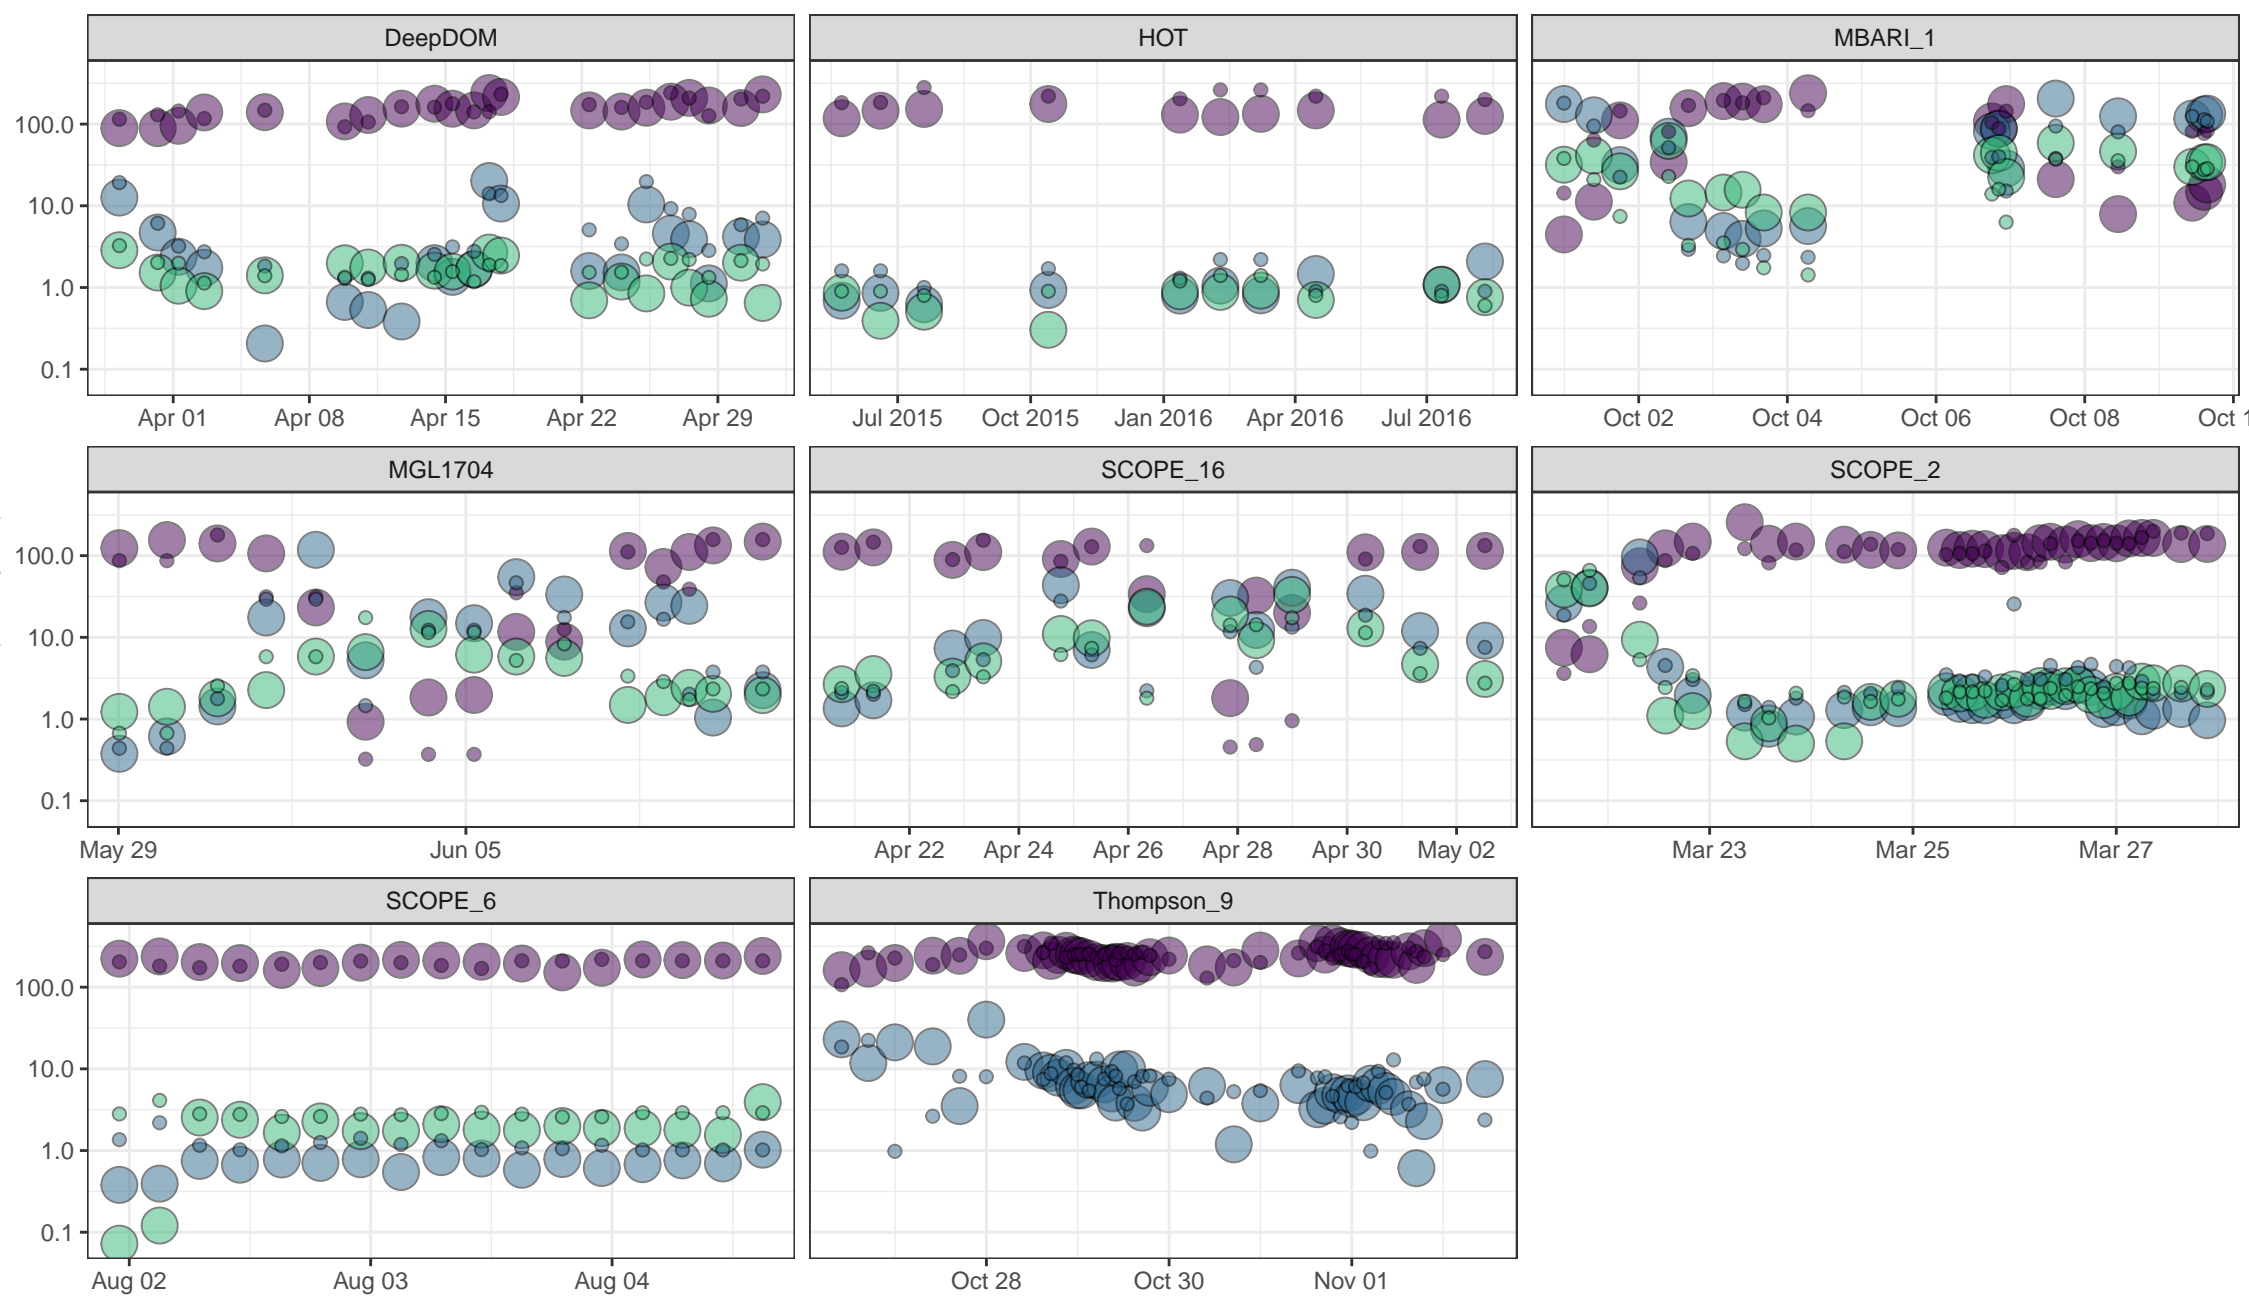 DeepDOM
HOT
MBARI_1
100.0
10.0
1.0
0.1
Apr 01 Apr 08 Apr 15 Apr 22 Apr 29
Jul 2015 Oct 2015 Jan 2016 Apr 2016 Jul 2016
Oct 02 Oct 04 Oct 06 Oct 08 Oct 1
MGL1704
SCOPE_16
SCOPE_2
100.0
10.0
1.0
0.1
May 29 Jun 05
Apr 22 Apr 24 Apr 26 Apr 28 Apr 30 May 02
Mar 23 Mar 25 Mar 27
SCOPE_6
Thompson_9
100.0
10.0
1.0
0.1
Aug 02 Aug 03 Aug 04
Oct 28 Oct 30 Nov 01